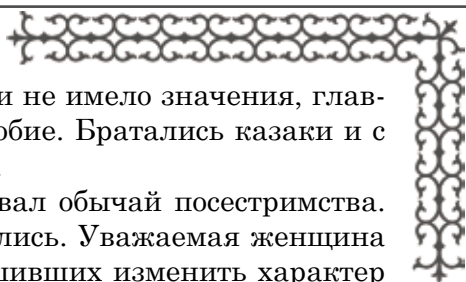 и не имело значения, глав-
обие. Братались казаки и с
вал обычай посестримства.
лись. Уважаемая женщина
шивших изменить характер